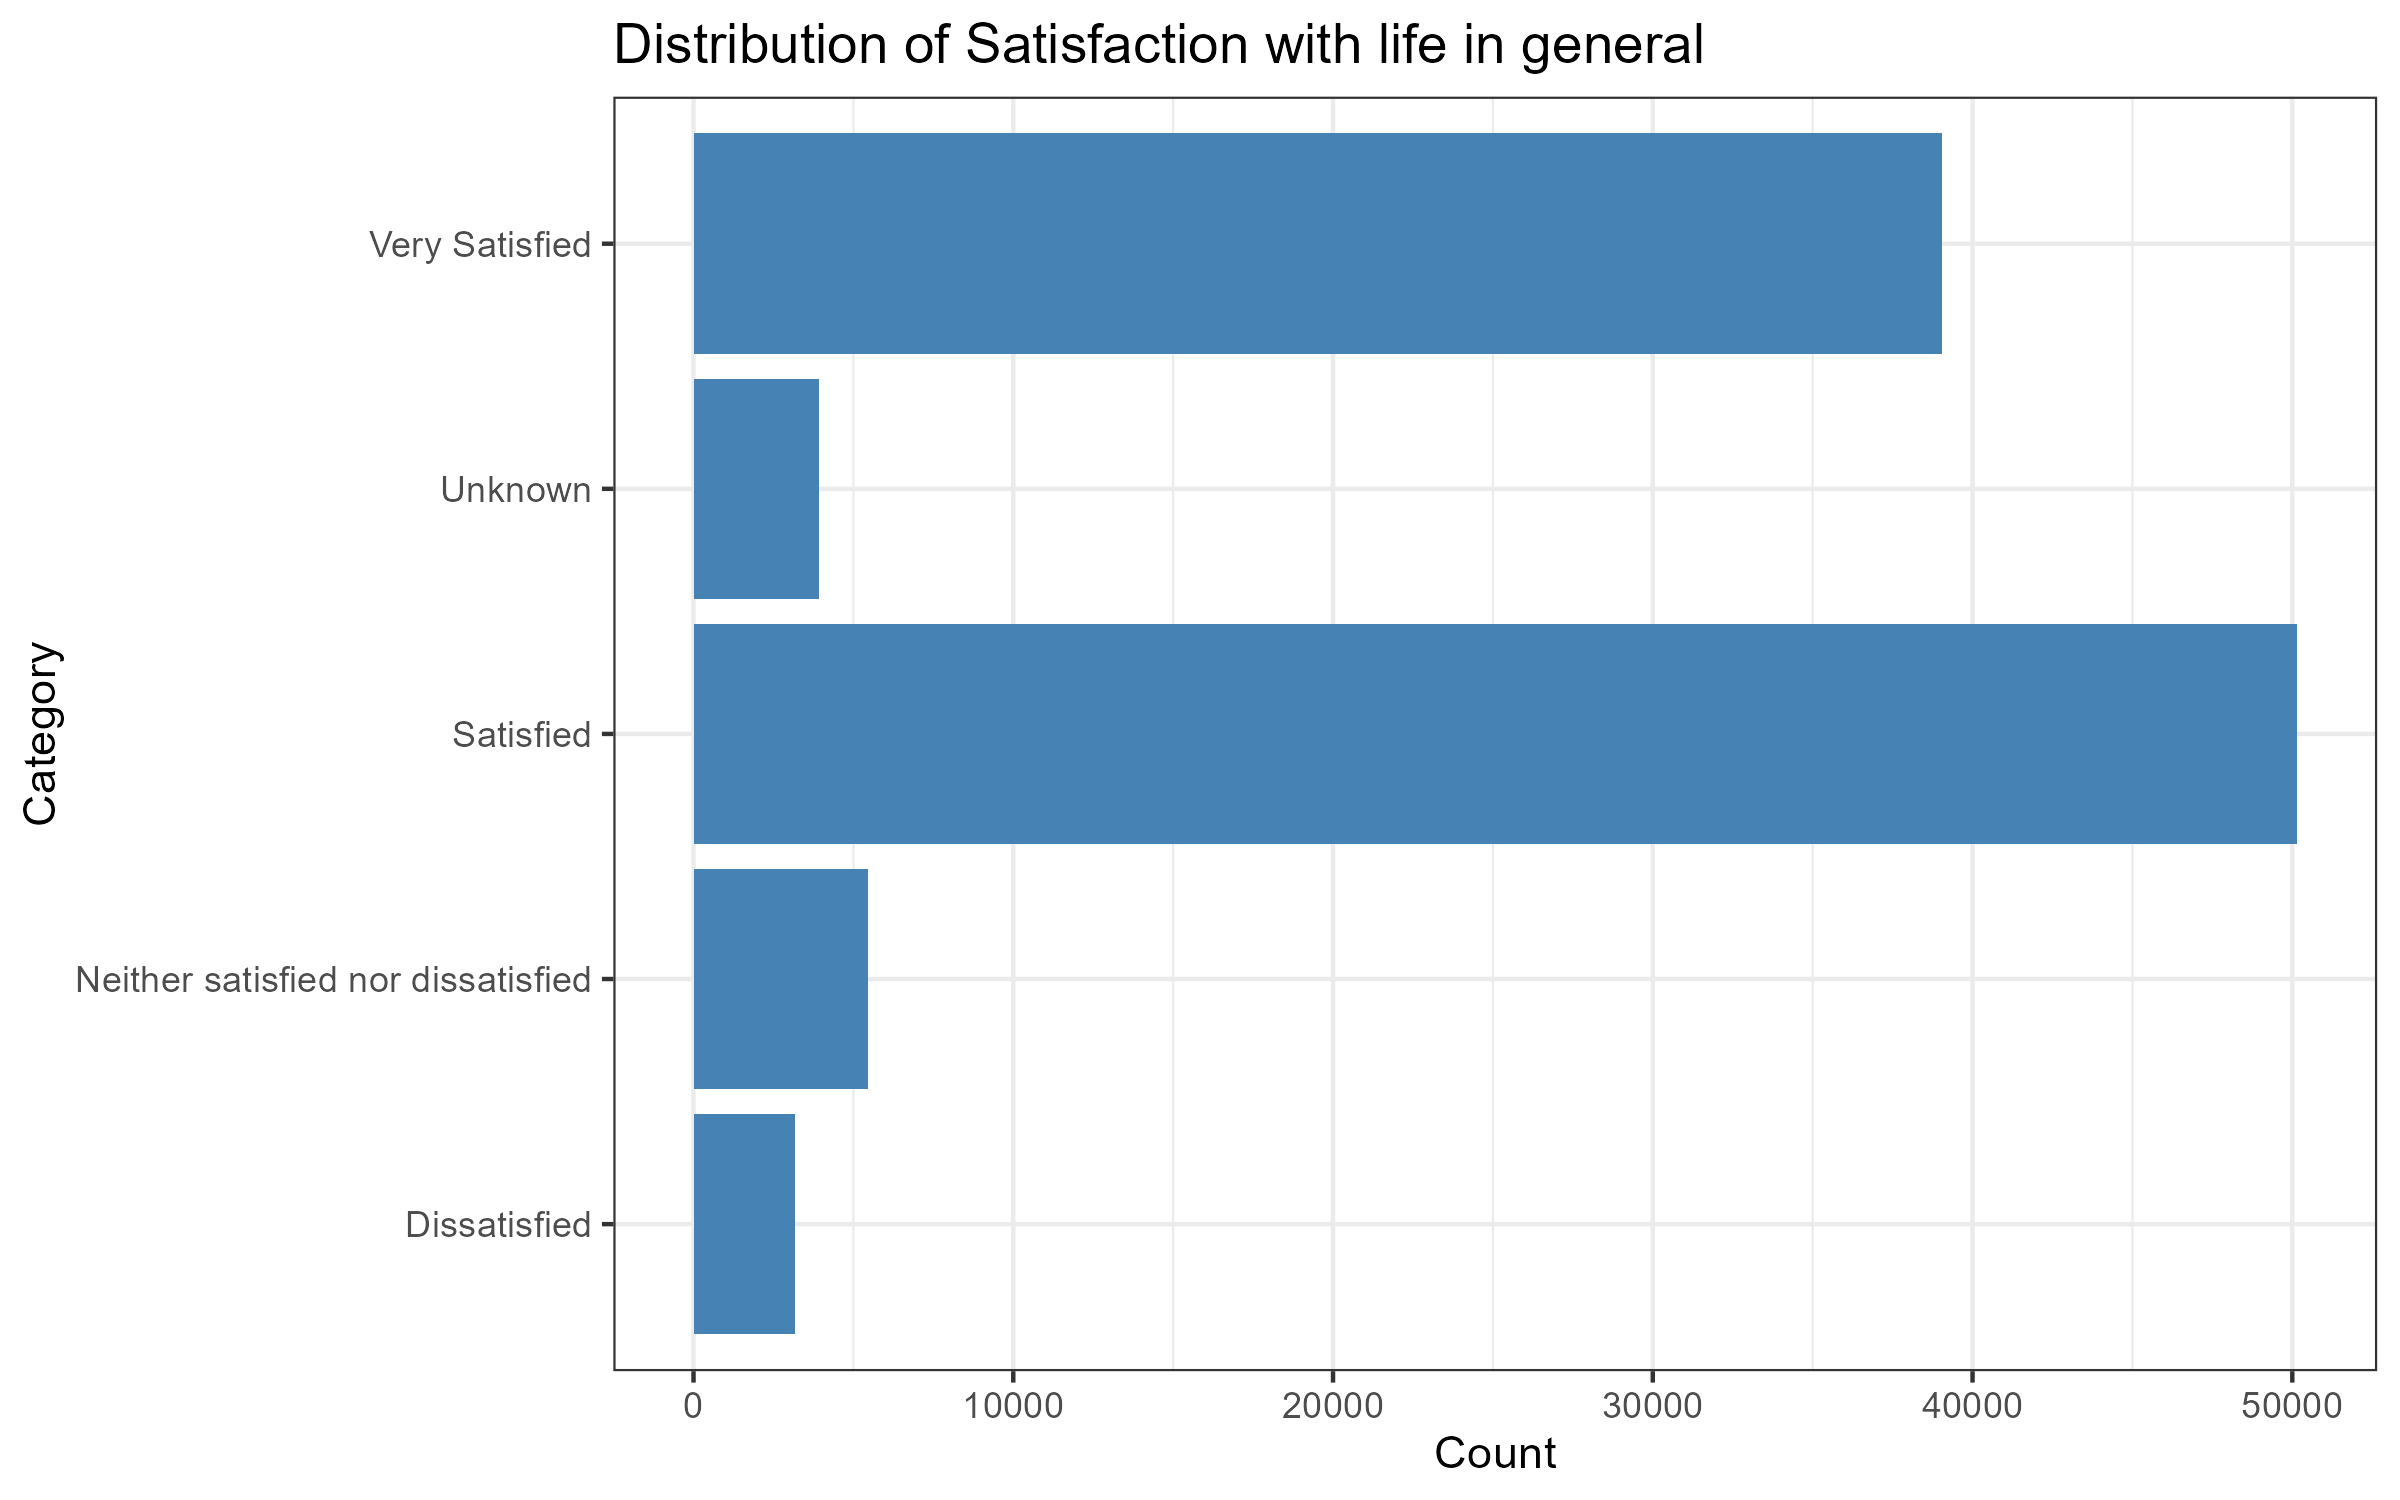 Distribution of Satisfaction with life in general
Category
Very Satisfied
Unknown
Satisfied
Neither satisfied nor dissatisfied
Dissatisfied
0 10000 20000 30000 40000 50000
Count